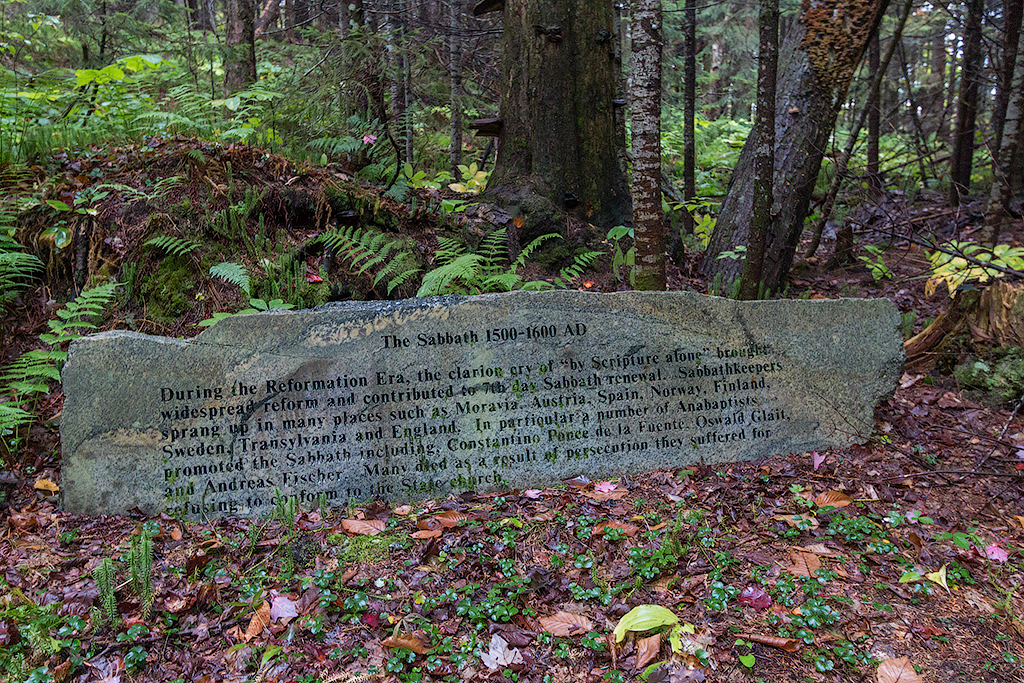 The Sabbath 1500-1600 AD
During the Reformation Era, the clarion cry of "by Scripture alone" brought
widespread reform and contributed to 7th day Sabbath renewal. Sabbathkeepers
sprang up in many places such as Moravia, Austria, Spain, Norway, Finland,
Sweden, Transylvania and England. In particular a number of Anabaptists
promoted the Sabbath including, Constantino Ponce de la Fuente, Oswald Glait,
and Andreas Fischer. Many died as a result of persecution they suffered for
refusing to conform to the State church.